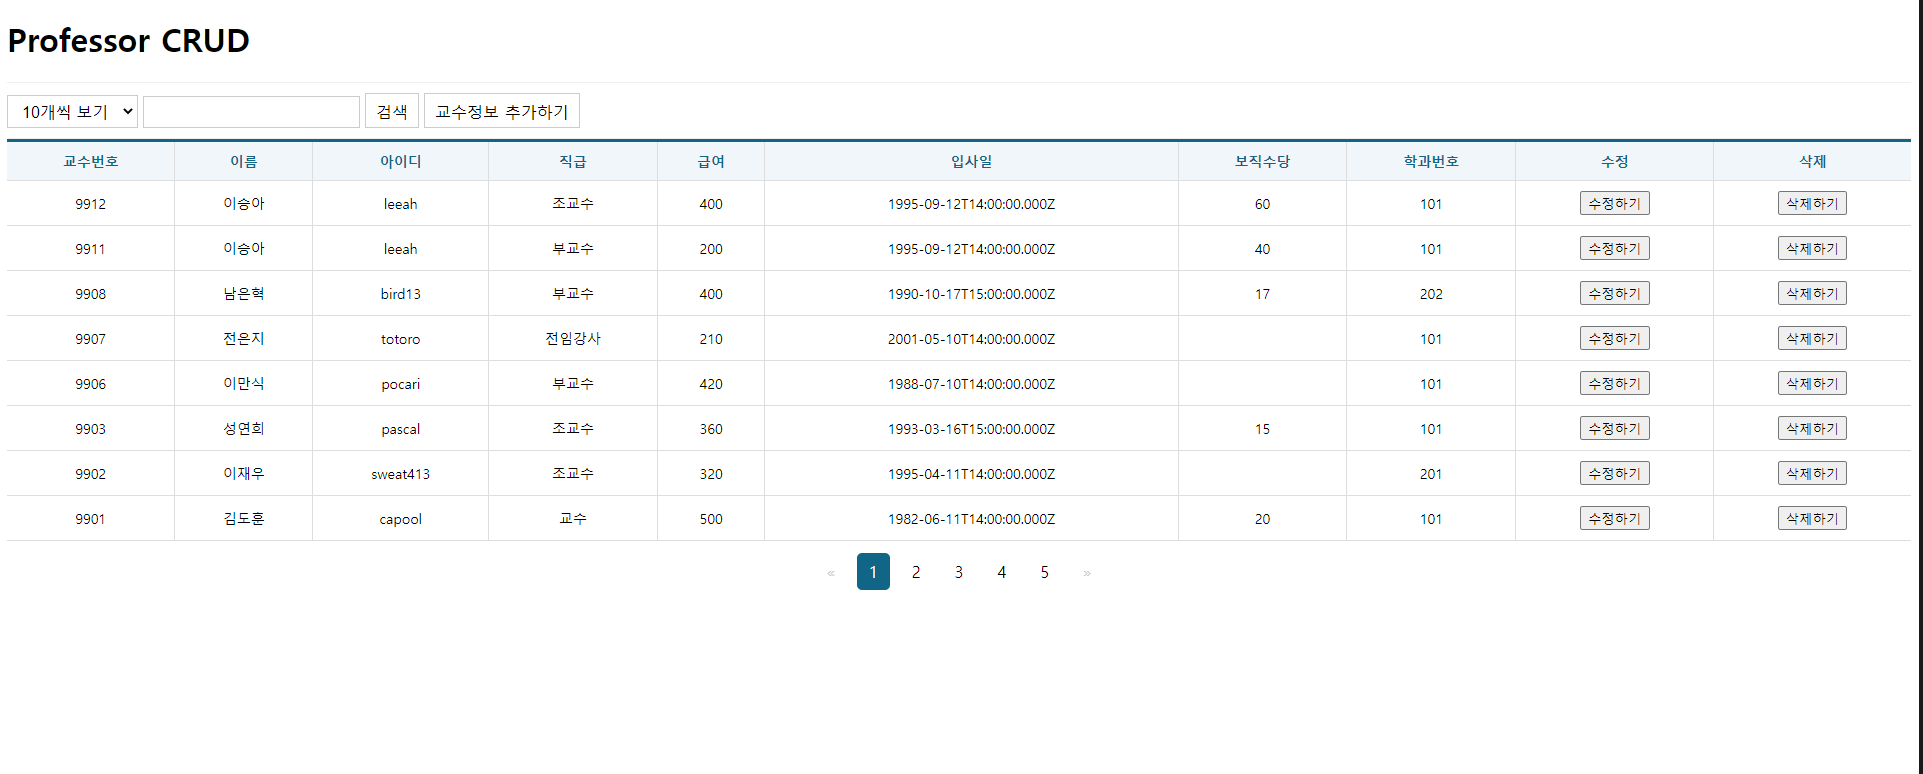 Professor CRUD
10개씩 보기 검색 교수정보 추가하기
교수번호 이름 아이디 직급 급여 입사일 보직수당 학과번호 수정 삭제
9912 이승아 leeah 조교수 400 1995-09-12T14:00:00.000Z 60 101 수정하기 삭제하기
9911 이승아 leeah 부교수 200 1995-09-12T14:00:00.000Z 40 101 수정하기 삭제하기
9908 남은혁 bird13 부교수 400 1990-10-17T15:00:00.000Z 17 202 수정하기 삭제하기
9907 전은지 totoro 전임강사 210 2001-05-10T14:00:00.000Z 101 수정하기 삭제하기
9906 이만식 pocari 부교수 420 1988-07-10T14:00:00.000Z 101 수정하기 삭제하기
9903 성연희 pascal 조교수 360 1993-03-16T15:00:00.000Z 15 101 수정하기 삭제하기
9902 이재우 sweat413 조교수 320 1995-04-11T14:00:00.000Z 201 수정하기 삭제하기
9901 김도훈 capool 교수 500 1982-06-11T14:00:00.000Z 20 101 수정하기 삭제하기
« 1 2 3 4 5 »